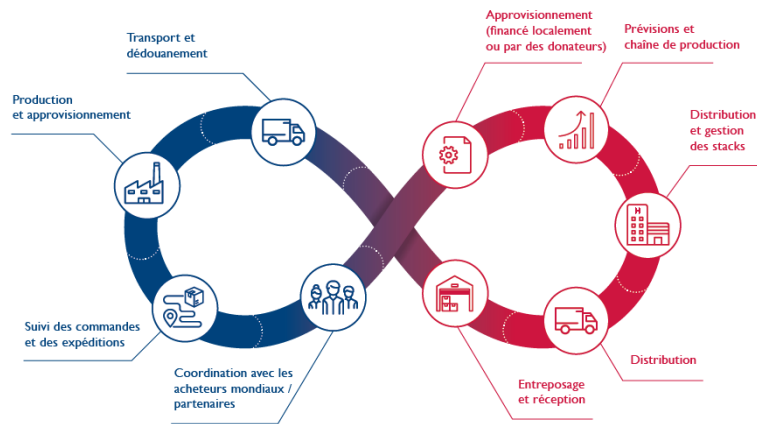 Transport et
dédouanement
Production
et approvisionnement
Suivi des commandes
et des expéditions
Coordination avec les
acheteurs mondiaux /
partenaires
Approvisionnement
(financé localement
ou par des donateurs)
Prévisions et
chaîne de production
Distribution
et gestion
des stacks
H
Distribution
Entreposage
et réception